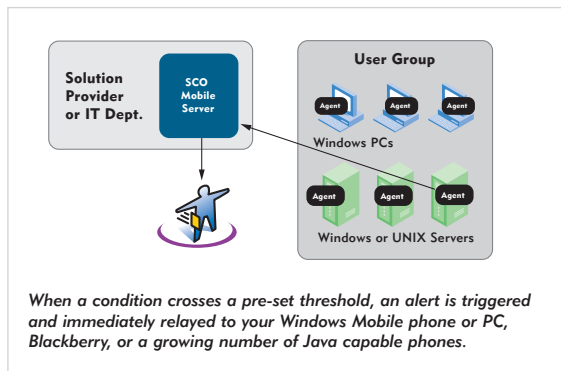 Solution
Provider
or IT Dept.
SCO
Mobile
Server
User Group
Agent
Agent
Agent
Windows PCs
Agent
Agent
Agent
Windows or UNIX Servers
When a condition crosses a pre-set threshold, an alert is triggered
and immediately relayed to your Windows Mobile phone or PC,
Blackberry, or a growing number of Java capable phones.